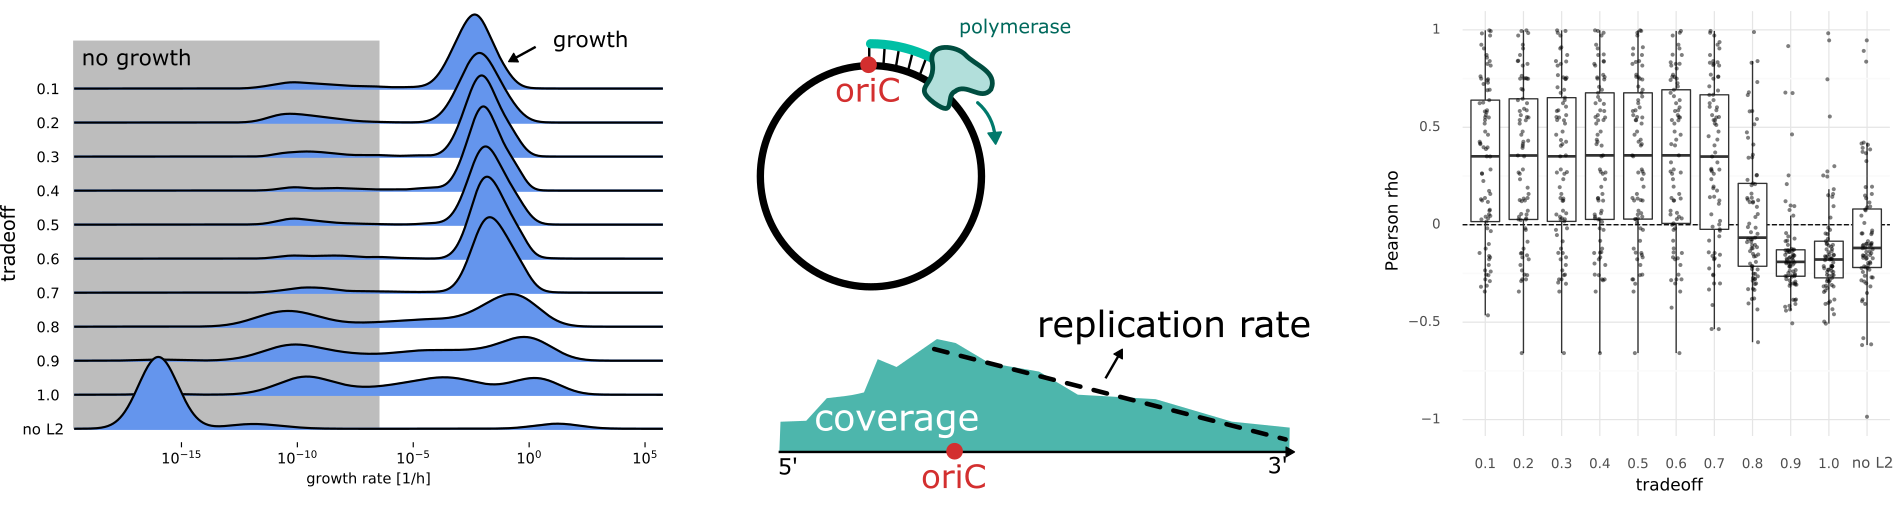 no growth
growth
0.1
0.2
0.3
0.4
0.5
0.6
0.7
0.8
0.9
1.0
no L2
tradeoff
10⁻¹⁵
10⁻¹⁰
10⁻⁵
10⁰
10⁵
growth rate [1/h]
polymerase
oriC
replication rate
coverage
5'
3'
oriC
1
0.5
0
−0.5
−1
Pearson rho
0.1
0.2
0.3
0.4
0.5
0.6
0.7
0.8
0.9
1.0
no L2
tradeoff